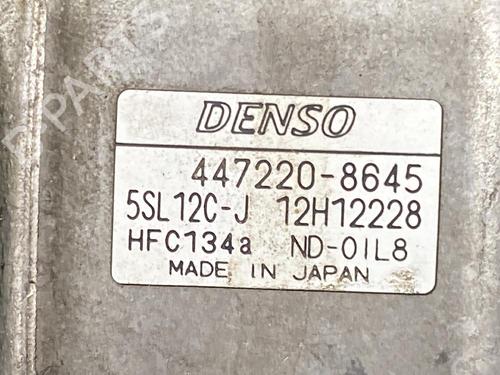 DENSO
447220-8645
5SL12C-J 12H12228
HFC134a ND-OIL8
MADE IN JAPAN